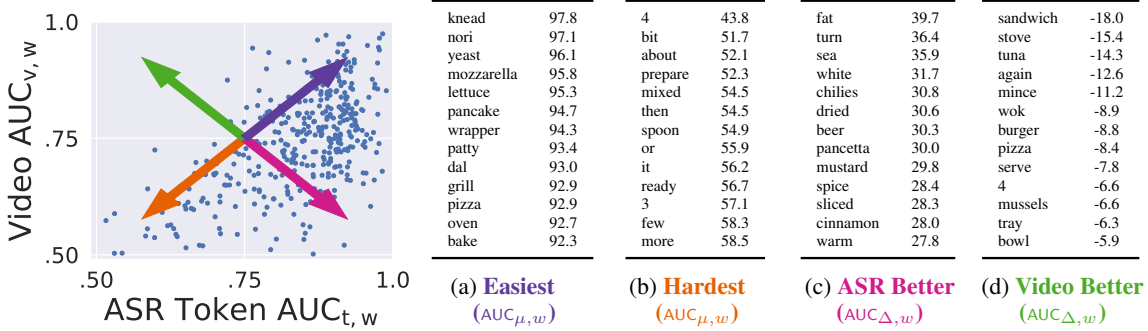 Video AUC_{v, w}
1.0
.75
.50
.50
.75
1.0
ASR Token AUC_{t, w}
knead 97.8
nori 97.1
yeast 96.1
mozzarella 95.8
lettuce 95.3
pancake 94.7
wrapper 94.3
patty 93.4
dal 93.0
grill 92.9
pizza 92.9
oven 92.7
bake 92.3
(a) Easiest
(AUC_{μ,w})
4 43.8
bit 51.7
about 52.1
prepare 52.3
mixed 54.5
then 54.5
spoon 54.9
or 55.9
it 56.2
ready 56.7
3 57.1
few 58.3
more 58.5
(b) Hardest
(AUC_{μ,w})
fat 39.7
turn 36.4
sea 35.9
white 31.7
chilies 30.8
dried 30.6
beer 30.3
pancetta 30.0
mustard 29.8
spice 28.4
sliced 28.3
cinnamon 28.0
warm 27.8
(c) ASR Better
(AUC_{Δ,w})
sandwich -18.0
stove -15.4
tuna -14.3
again -12.6
mince -11.2
wok -8.9
burger -8.8
pizza -8.4
serve -7.8
4 -6.6
mussels -6.6
tray -6.3
bowl -5.9
(d) Video Better
(AUC_{Δ,w})